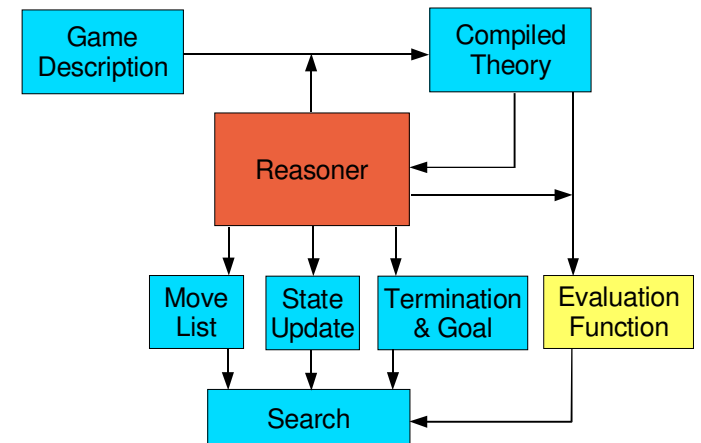 Game
Description
Compiled
Theory
Reasoner
Move
List
State
Update
Termination
& Goal
Evaluation
Function
Search